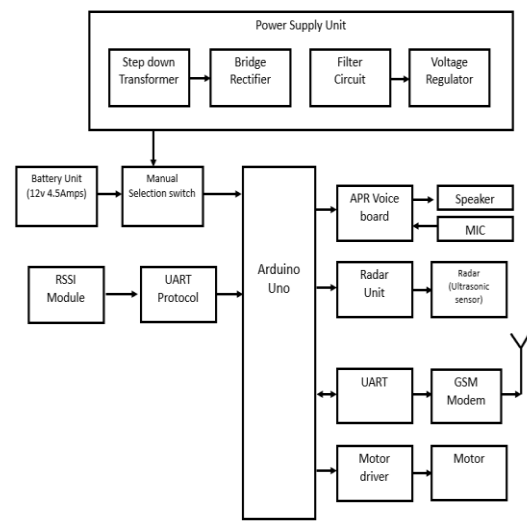 Power Supply Unit
Step down
Transformer
Bridge
Rectifier
Filter
Circuit
Voltage
Regulator
Battery Unit
(12v 4.5Amps)
Manual
Selection switch
APR Voice
board
Speaker
MIC
RSSI
Module
UART
Protocol
Arduino
Uno
Radar
Unit
Radar
(Ultrasonic
sensor)
UART
GSM
Modem
Motor
driver
Motor